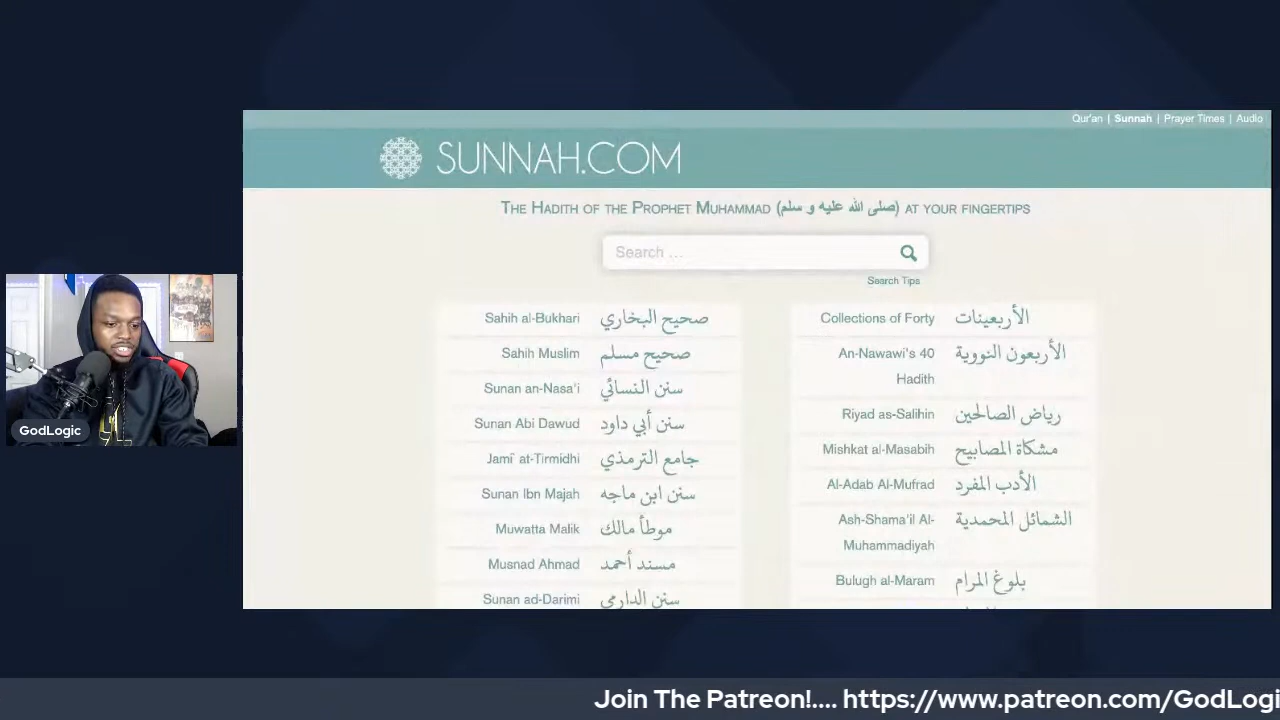 Qur'an | Sunnah | Prayer Times | Audio
SUNNAH.COM
THE HADITH OF THE PROPHET MUHAMMAD (صلى الله عليه و سلم) AT YOUR FINGERTIPS
Search ...
Search Tips
Sahih al-Bukhari صحيح البخاري
Sahih Muslim صحيح مسلم
Sunan an-Nasa'i سنن النسائي
Sunan Abi Dawud سنن أبي داود
Jami` at-Tirmidhi جامع الترمذي
Sunan Ibn Majah سنن ابن ماجه
Muwatta Malik موطأ مالك
Musnad Ahmad مسند أحمد
Sunan ad-Darimi سنن الدارمي
Collections of Forty الأربعينات
An-Nawawi's 40 الأربعون النووية
Hadith
Riyad as-Salihin رياض الصالحين
Mishkat al-Masabih مشكاة المصابيح
Al-Adab Al-Mufrad الأدب المفرد
Ash-Shama'il Al- الشمائل المحمدية
Muhammadiyah
Bulugh al-Maram بلوغ المرام
GodLogic
Join The Patreon!.... https://www.patreon.com/GodLogi